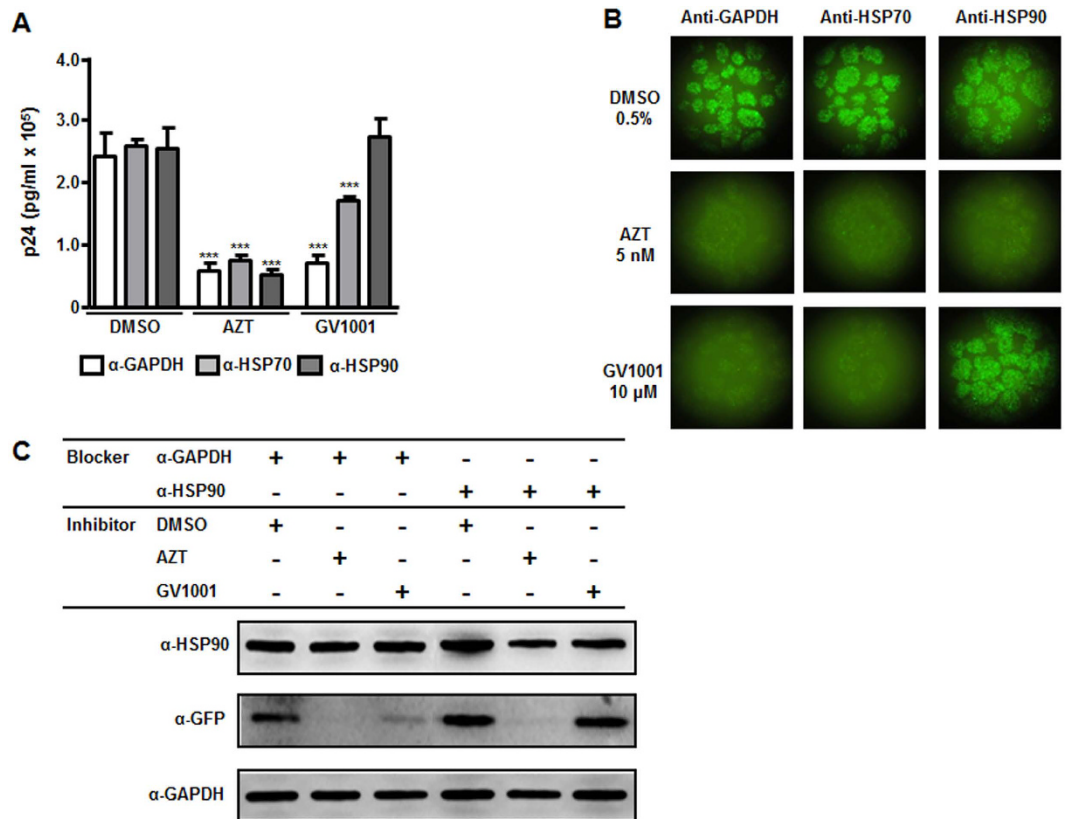 A
p24 (pg/ml x 10⁵)
4.0
3.0
2.0
1.0
0
*** *** ***
*** *** 
DMSO AZT GV1001
α-GAPDH α-HSP70 α-HSP90
B
Anti-GAPDH Anti-HSP70 Anti-HSP90
DMSO
0.5%
AZT
5 nM
GV1001
10 µM
C
Blocker α-GAPDH + + + - - -
α-HSP90 - - - + + +
Inhibitor DMSO + - - + - -
AZT - + - - + -
GV1001 - - + - - +
α-HSP90
α-GFP
α-GAPDH